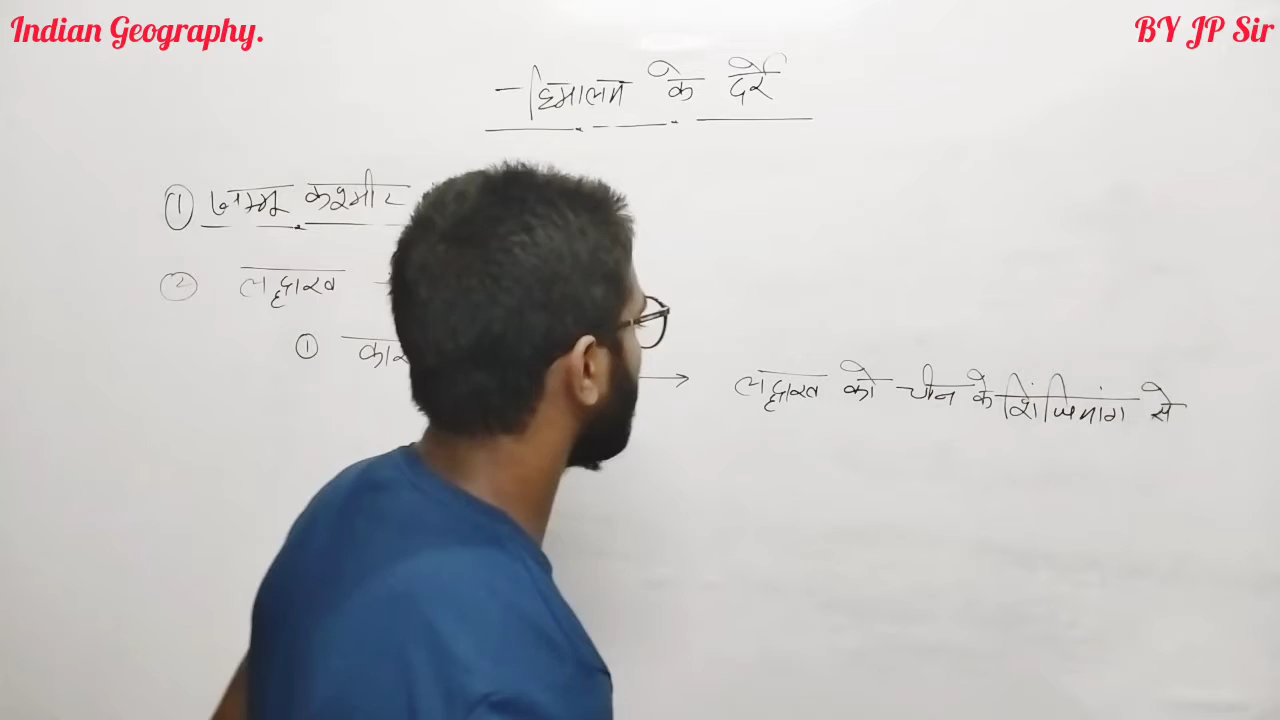 Indian Geography.
BY JP Sir
- हिमालय के दर्रे
① जम्मू कश्मीर
② लद्दाख -
①
→ लद्दाख को चीन के शिंजियांग से